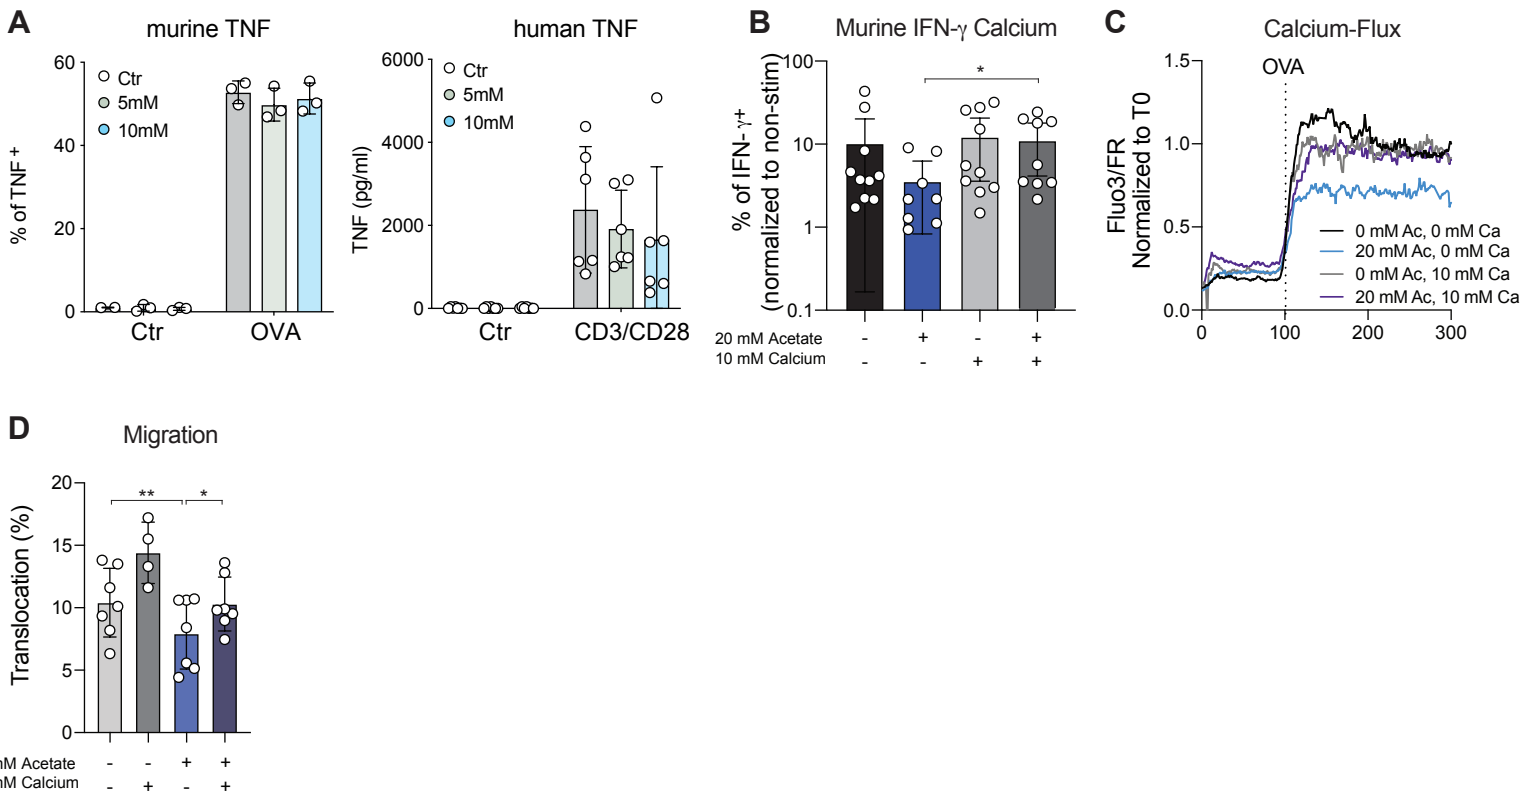 A
murine TNF
% of TNF+
60
40
20
0
Ctr
5mM
10mM
Ctr
OVA
human TNF
TNF (pg/ml)
6000
4000
2000
0
Ctr
5mM
10mM
Ctr
CD3/CD28
B
Murine IFN-γ Calcium
% of IFN- γ+
(normalized to non-stim)
100
10
1
0.1
*
20 mM Acetate - + - +
10 mM Calcium - - + +
C
Calcium-Flux
OVA
Fluo3/FR
Normalized to T0
1.5
1.0
0.5
0.0
0 mM Ac, 0 mM Ca
20 mM Ac, 0 mM Ca
0 mM Ac, 10 mM Ca
20 mM Ac, 10 mM Ca
0 100 200 300
D
Migration
Translocation (%)
20
15
10
5
0
** *
mM Acetate - - + +
mM Calcium - + - +